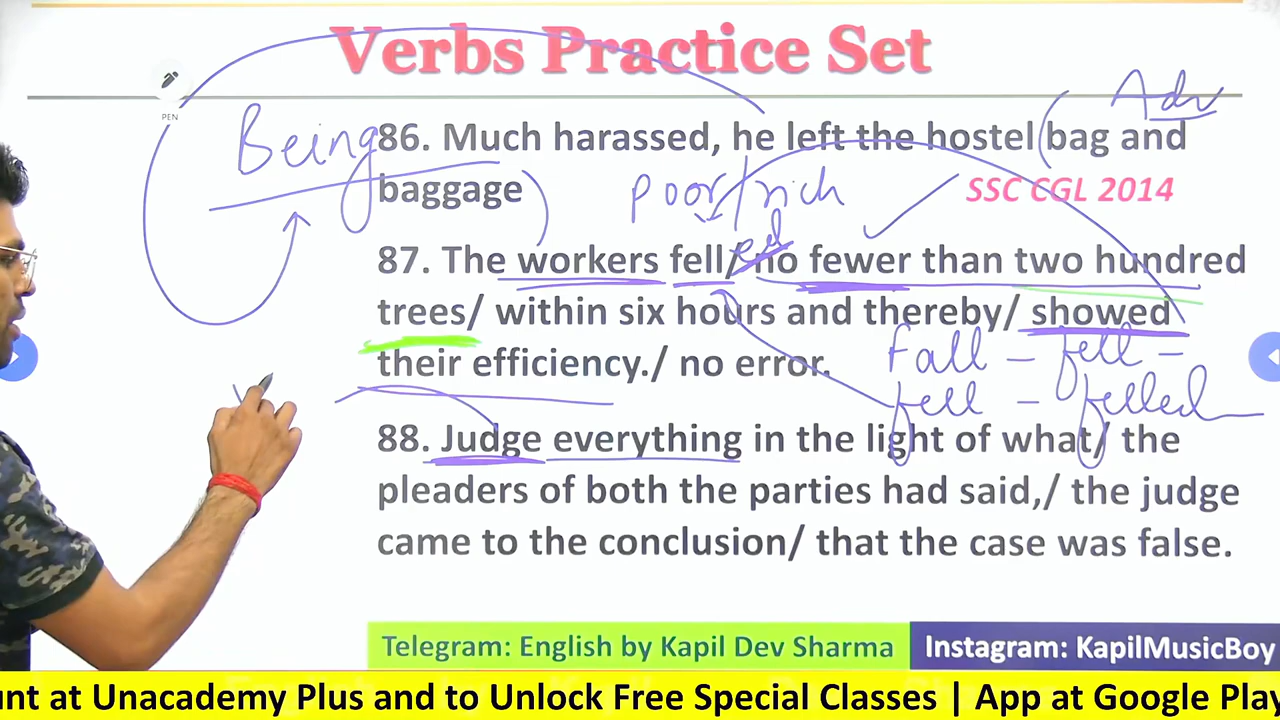 Verbs Practice Set
Adv
PEN
Being
86. Much harassed, he left the hostel bag and
baggage
poor/rich
SSC CGL 2014
ed
87. The workers fell/ no fewer than two hundred
trees/ within six hours and thereby/ showed
their efficiency./ no error.
Fall – fell –
fell – felled
88. Judge everything in the light of what/ the
pleaders of both the parties had said,/ the judge
came to the conclusion/ that the case was false.
Telegram: English by Kapil Dev Sharma
Instagram: KapilMusicBoy
unt at Unacademy Plus and to Unlock Free Special Classes | App at Google Play